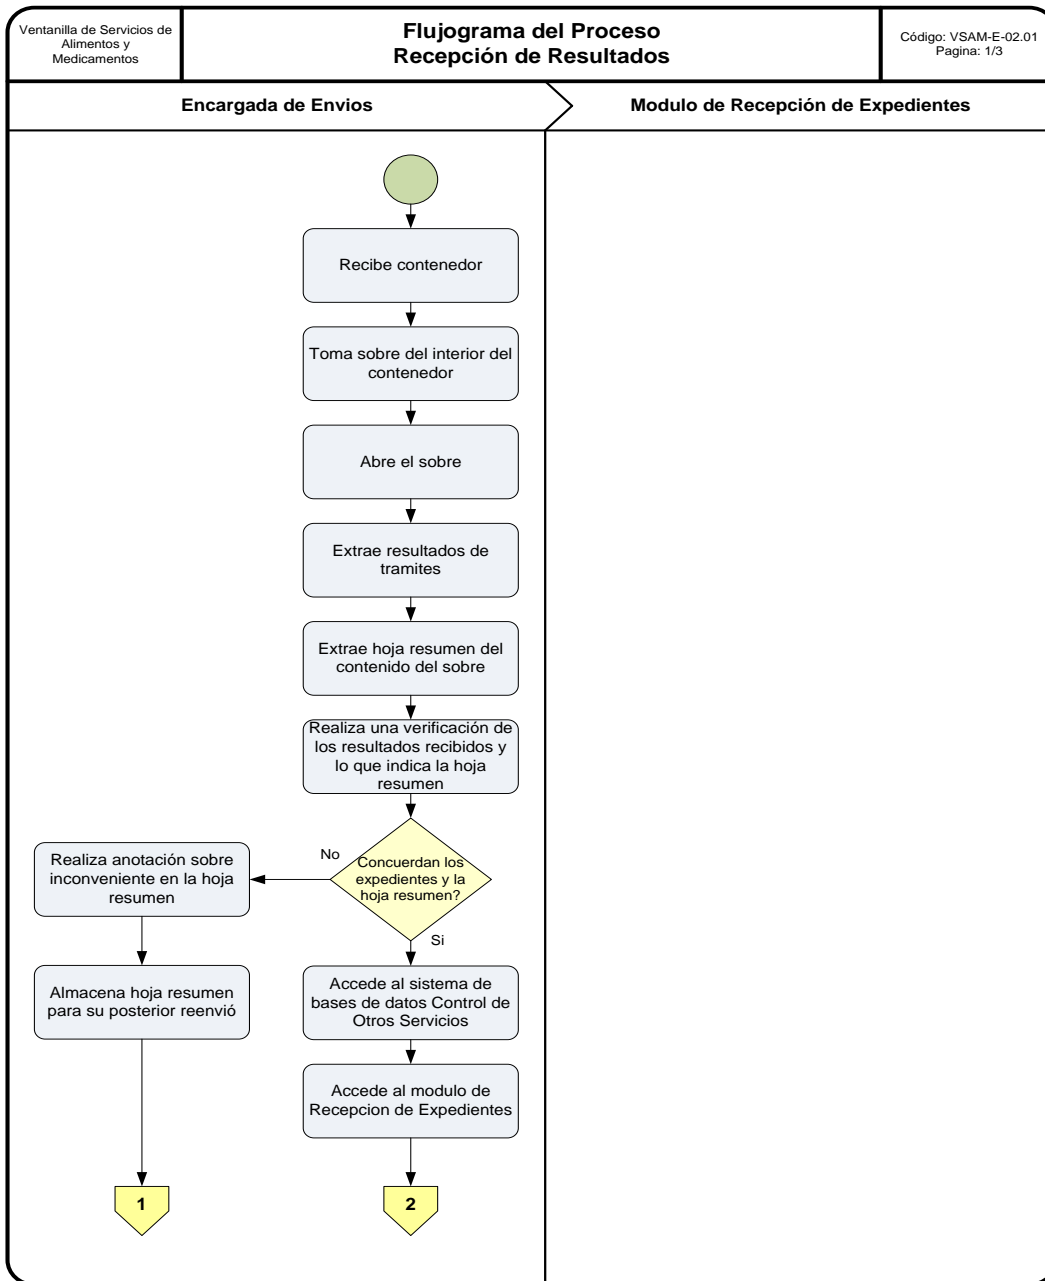 Ventanilla de Servicios de
Alimentos y
Medicamentos
Flujograma del Proceso
Recepción de Resultados
Código: VSAM-E-02.01
Pagina: 1/3
Encargada de Envios
Modulo de Recepción de Expedientes
Recibe contenedor
Toma sobre del interior del
contenedor
Abre el sobre
Extrae resultados de
tramites
Extrae hoja resumen del
contenido del sobre
Realiza una verificación de
los resultados recibidos y
lo que indica la hoja
resumen
Concuerdan los
expedientes y la
hoja resumen?
No
Realiza anotación sobre
inconveniente en la hoja
resumen
Si
Almacena hoja resumen
para su posterior reenvió
Accede al sistema de
bases de datos Control de
Otros Servicios
Accede al modulo de
Recepcion de Expedientes
1
2